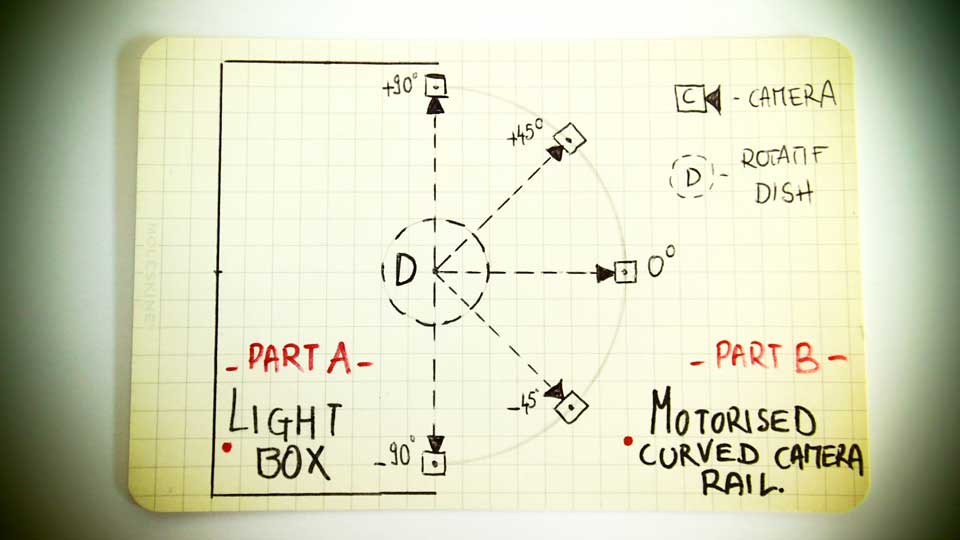 +90°
+45°
0°
-45°
-90°
D
C - CAMERA
D - ROTATIF
DISH
- PART A -
LIGHT
BOX
- PART B -
MOTORISED
CURVED CAMERA
RAIL.
MOLESKINE